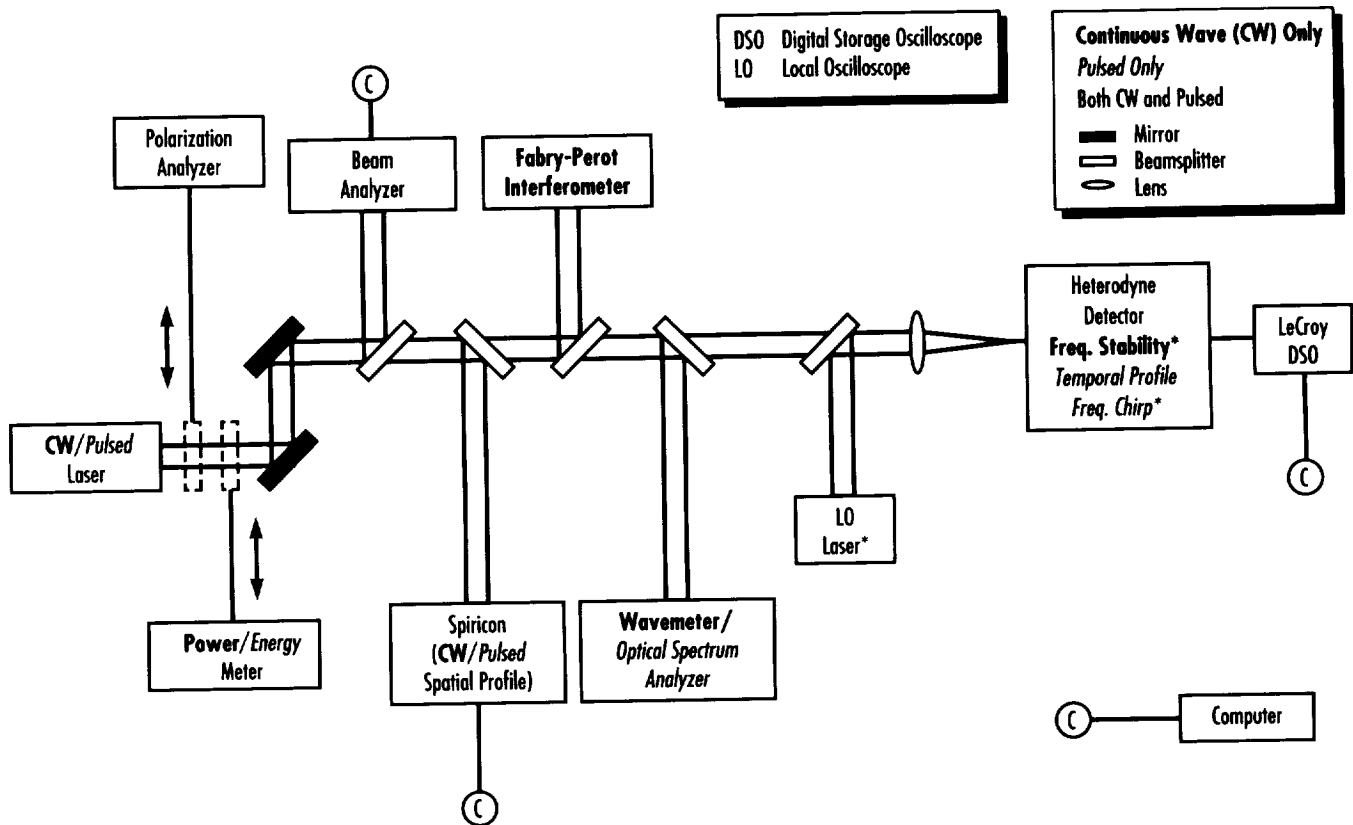 DSO Digital Storage Oscilloscope
LO Local Oscilloscope
Continuous Wave (CW) Only
Pulsed Only
Both CW and Pulsed
Mirror
Beamsplitter
Lens
C
Polarization
Analyzer
Beam
Analyzer
Fabry-Perot
Interferometer
Heterodyne
Detector
Freq. Stability*
Temporal Profile
Freq. Chirp*
LeCroy
DSO
C
CW/Pulsed
Laser
LO
Laser*
Power/Energy
Meter
Spiricon
(CW/Pulsed
Spatial Profile)
Wavemeter/
Optical Spectrum
Analyzer
C
C
Computer